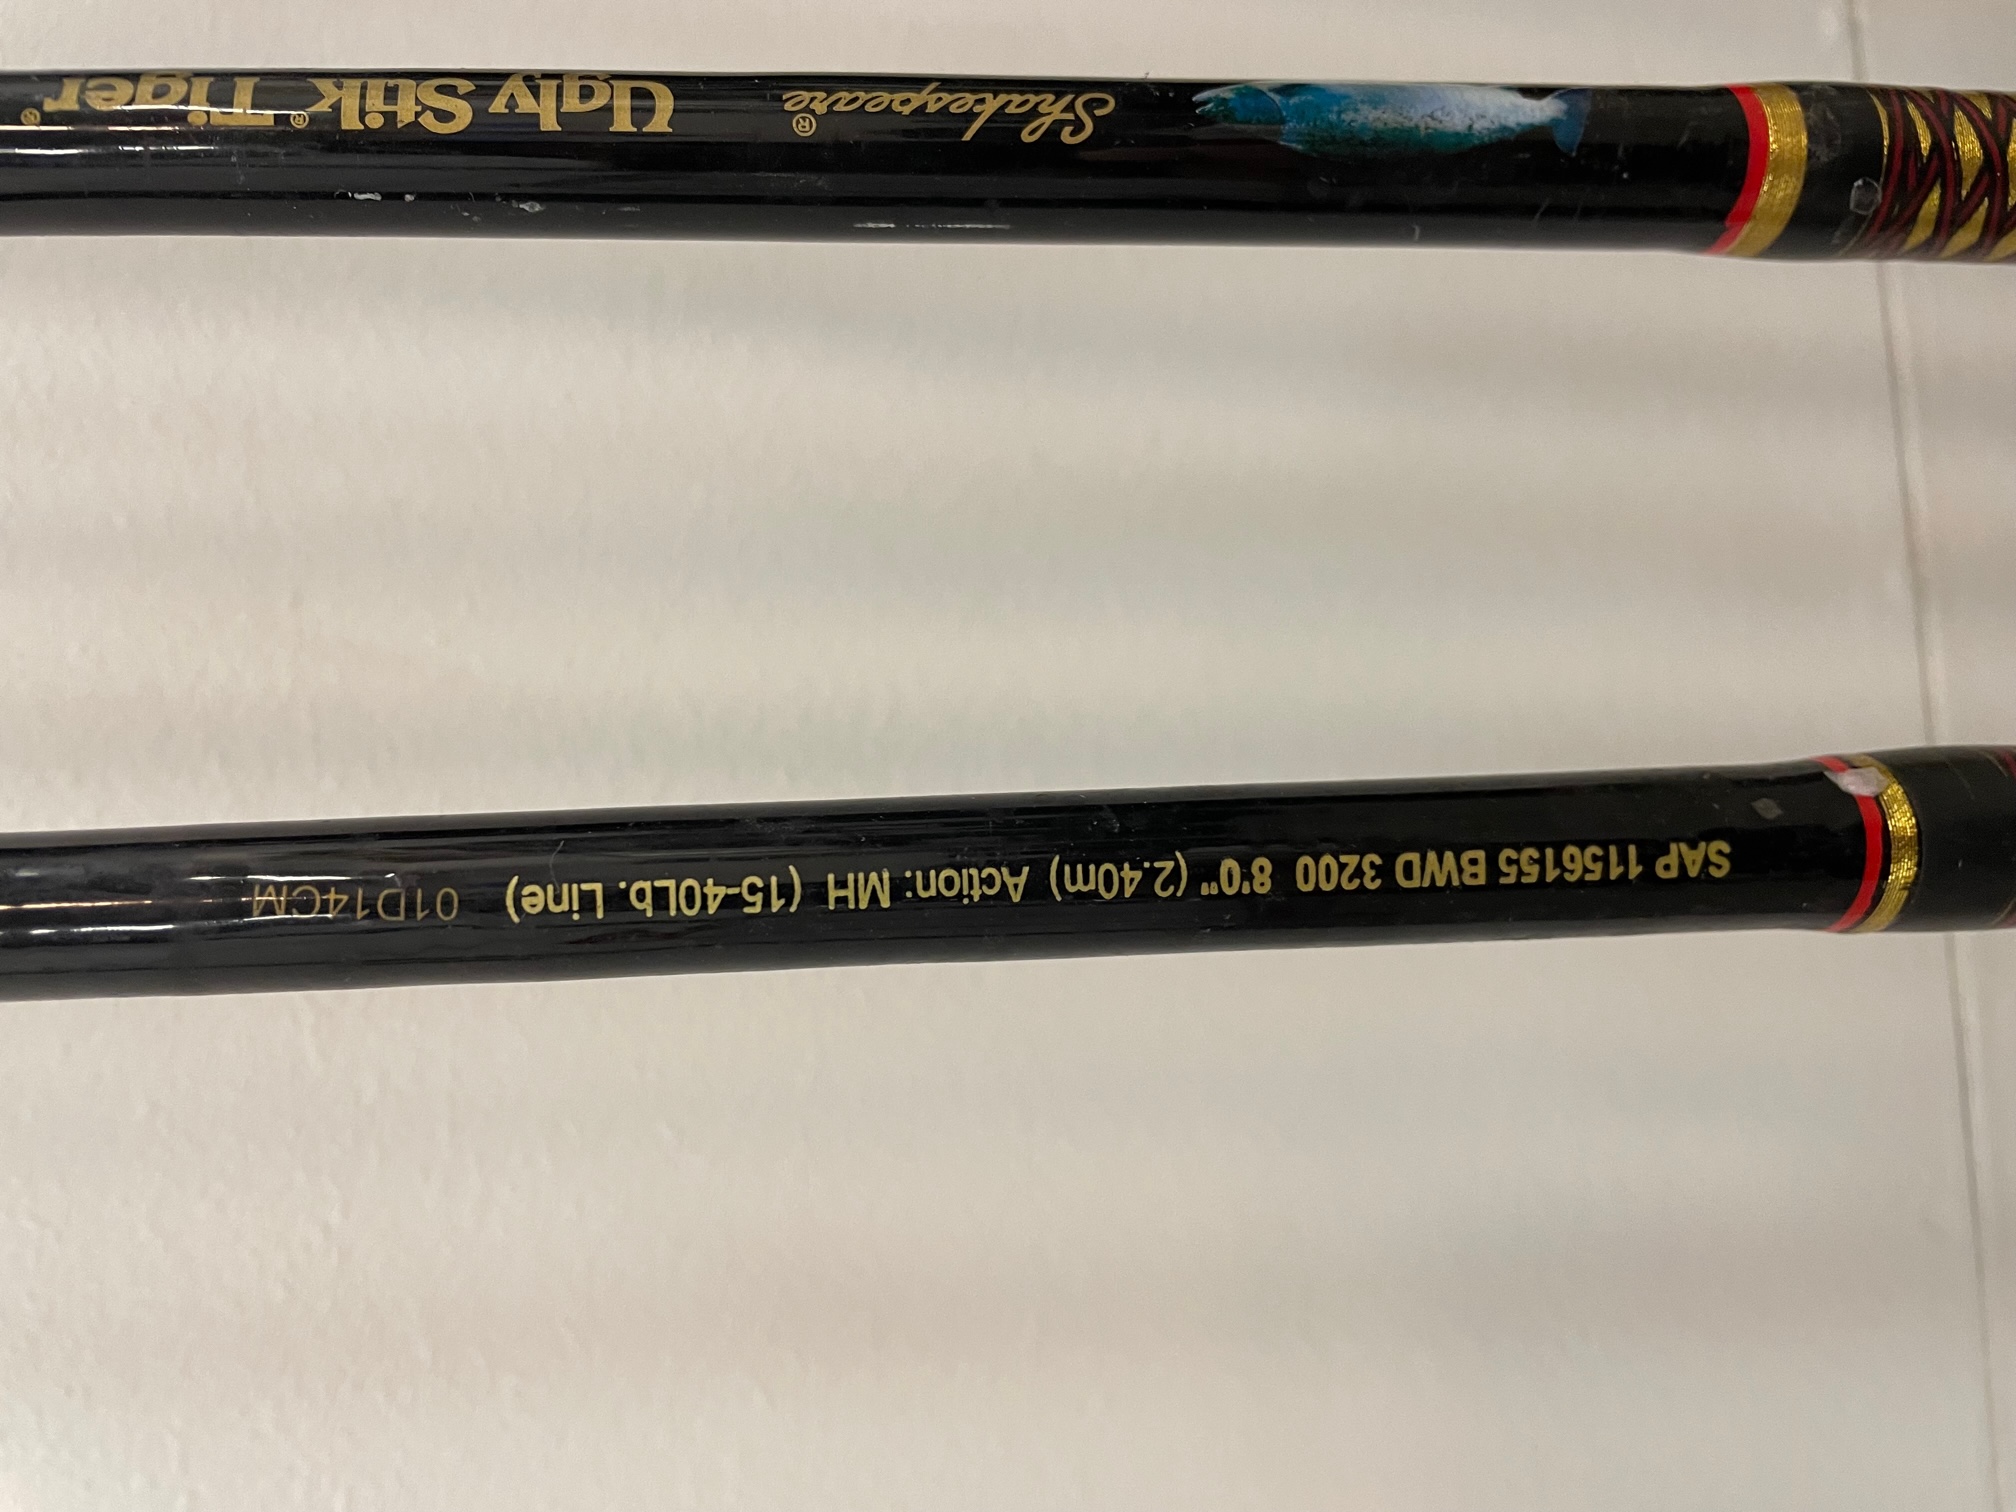 SAP 1156155 BWD 3200 8'0'" (2.40m) Action: MH (15-40Lb. Line) 01D14CM
Shakespeare® Ugly Stik® Tiger®